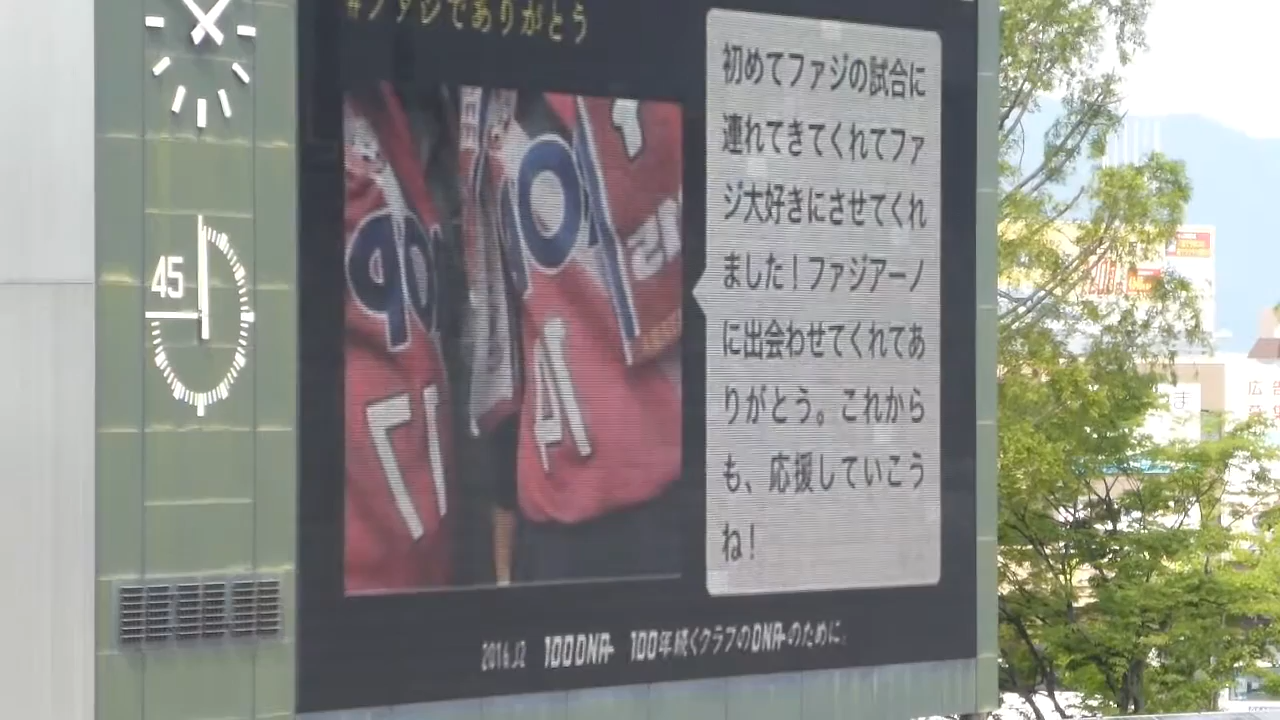 #ファジでありがとう
初めてファジの試合に
連れてきてくれてファ
ジ大好きにさせてくれ
ました！ファジアーノ
に出会わせてくれてあ
りがとう。これから
も、応援していこう
ね！
45
2016.J2 100DNA 100年続くクラブのDNAのために。
広告